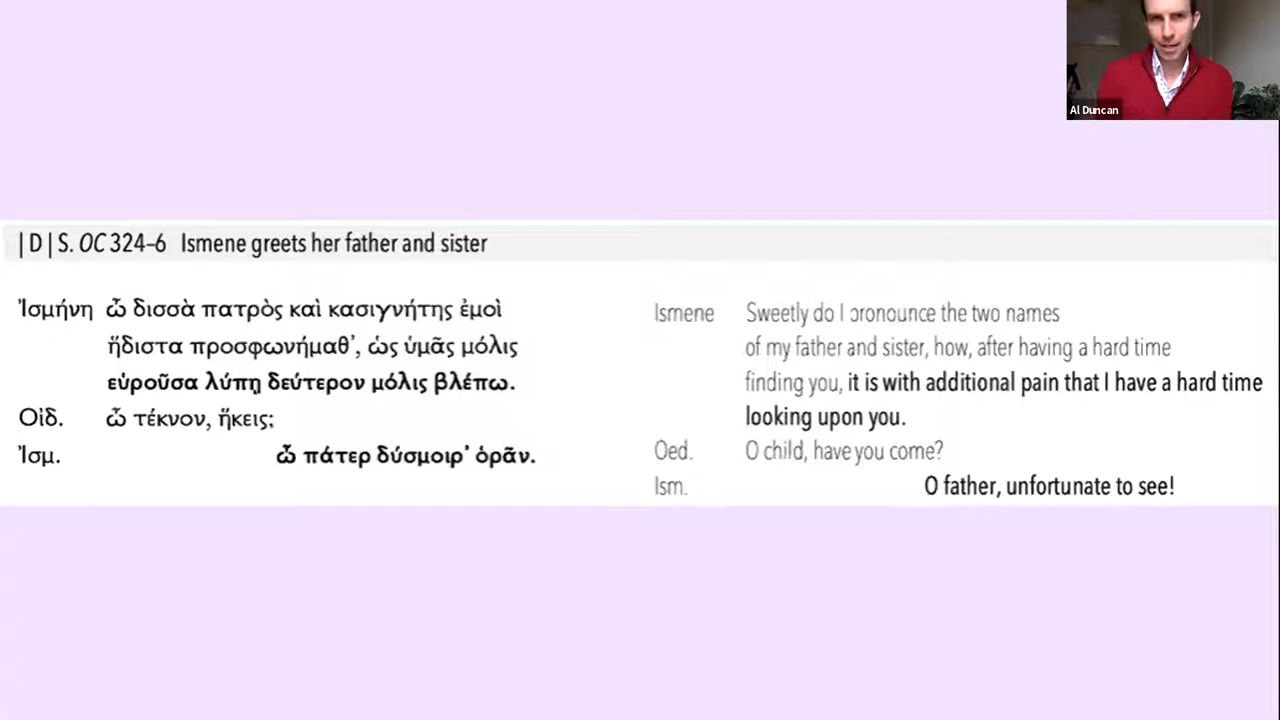 Al Duncan
| D | S. OC 324–6 Ismene greets her father and sister
Ἰσμήνη ὦ δισσὰ πατρὸς καὶ κασιγνήτης ἐμοὶ
ἥδιστα προσφωνήμαθ’, ὡς ὑμᾶς μόλις
εὑροῦσα λύπῃ δεύτερον μόλις βλέπω.
Οἰδ. ὦ τέκνον, ἥκεις;
Ἰσμ. ὦ πάτερ δύσμοιρ’ ὁρᾶν.
Ismene Sweetly do I pronounce the two names
of my father and sister, how, after having a hard time
finding you, it is with additional pain that I have a hard time
looking upon you.
Oed. O child, have you come?
Ism. O father, unfortunate to see!